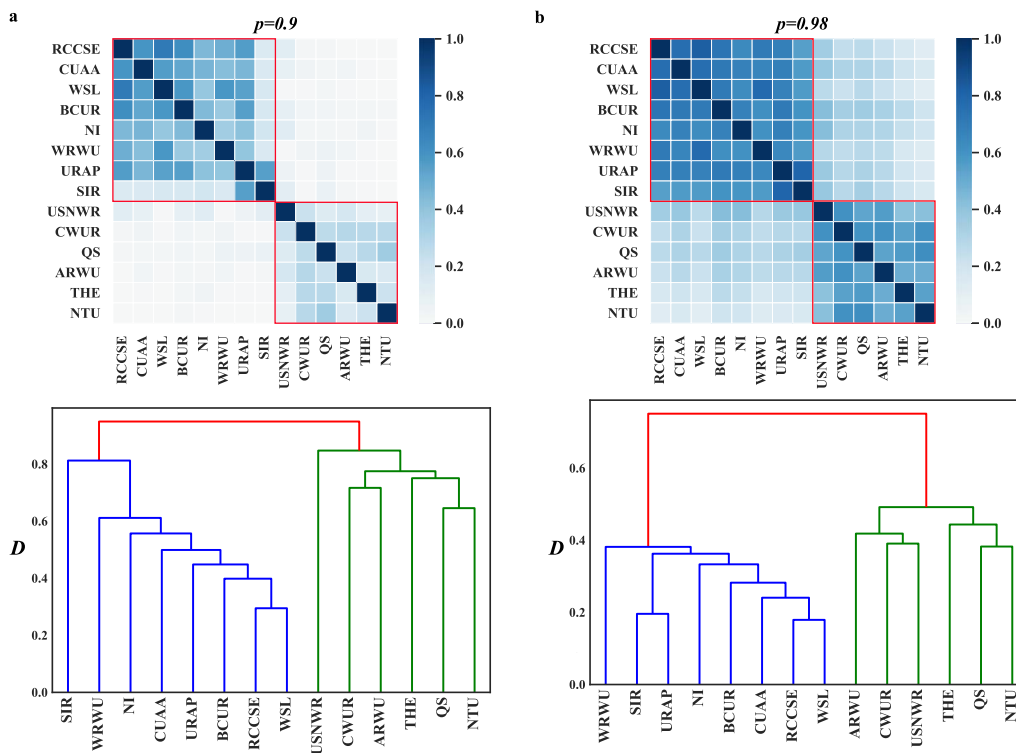 a
p=0.9
RCCSE
CUAA
WSL
BCUR
NI
WRWU
URAP
SIR
USNWR
CWUR
QS
ARWU
THE
NTU
1.0
0.8
0.6
0.4
0.2
0.0
RCCSE CUAA WSL BCUR NI WRWU URAP SIR USNWR CWUR QS ARWU THE NTU
b
p=0.98
RCCSE
CUAA
WSL
BCUR
NI
WRWU
URAP
SIR
USNWR
CWUR
QS
ARWU
THE
NTU
1.0
0.8
0.6
0.4
0.2
0.0
RCCSE CUAA WSL BCUR NI WRWU URAP SIR USNWR CWUR QS ARWU THE NTU
D
0.8
0.6
0.4
0.2
0.0
SIR WRWU NI CUAA URAP BCUR RCCSE WSL USNWR CWUR ARWU THE QS NTU
D
0.6
0.4
0.2
0.0
WRWU SIR URAP NI BCUR CUAA RCCSE WSL ARWU CWUR USNWR THE QS NTU